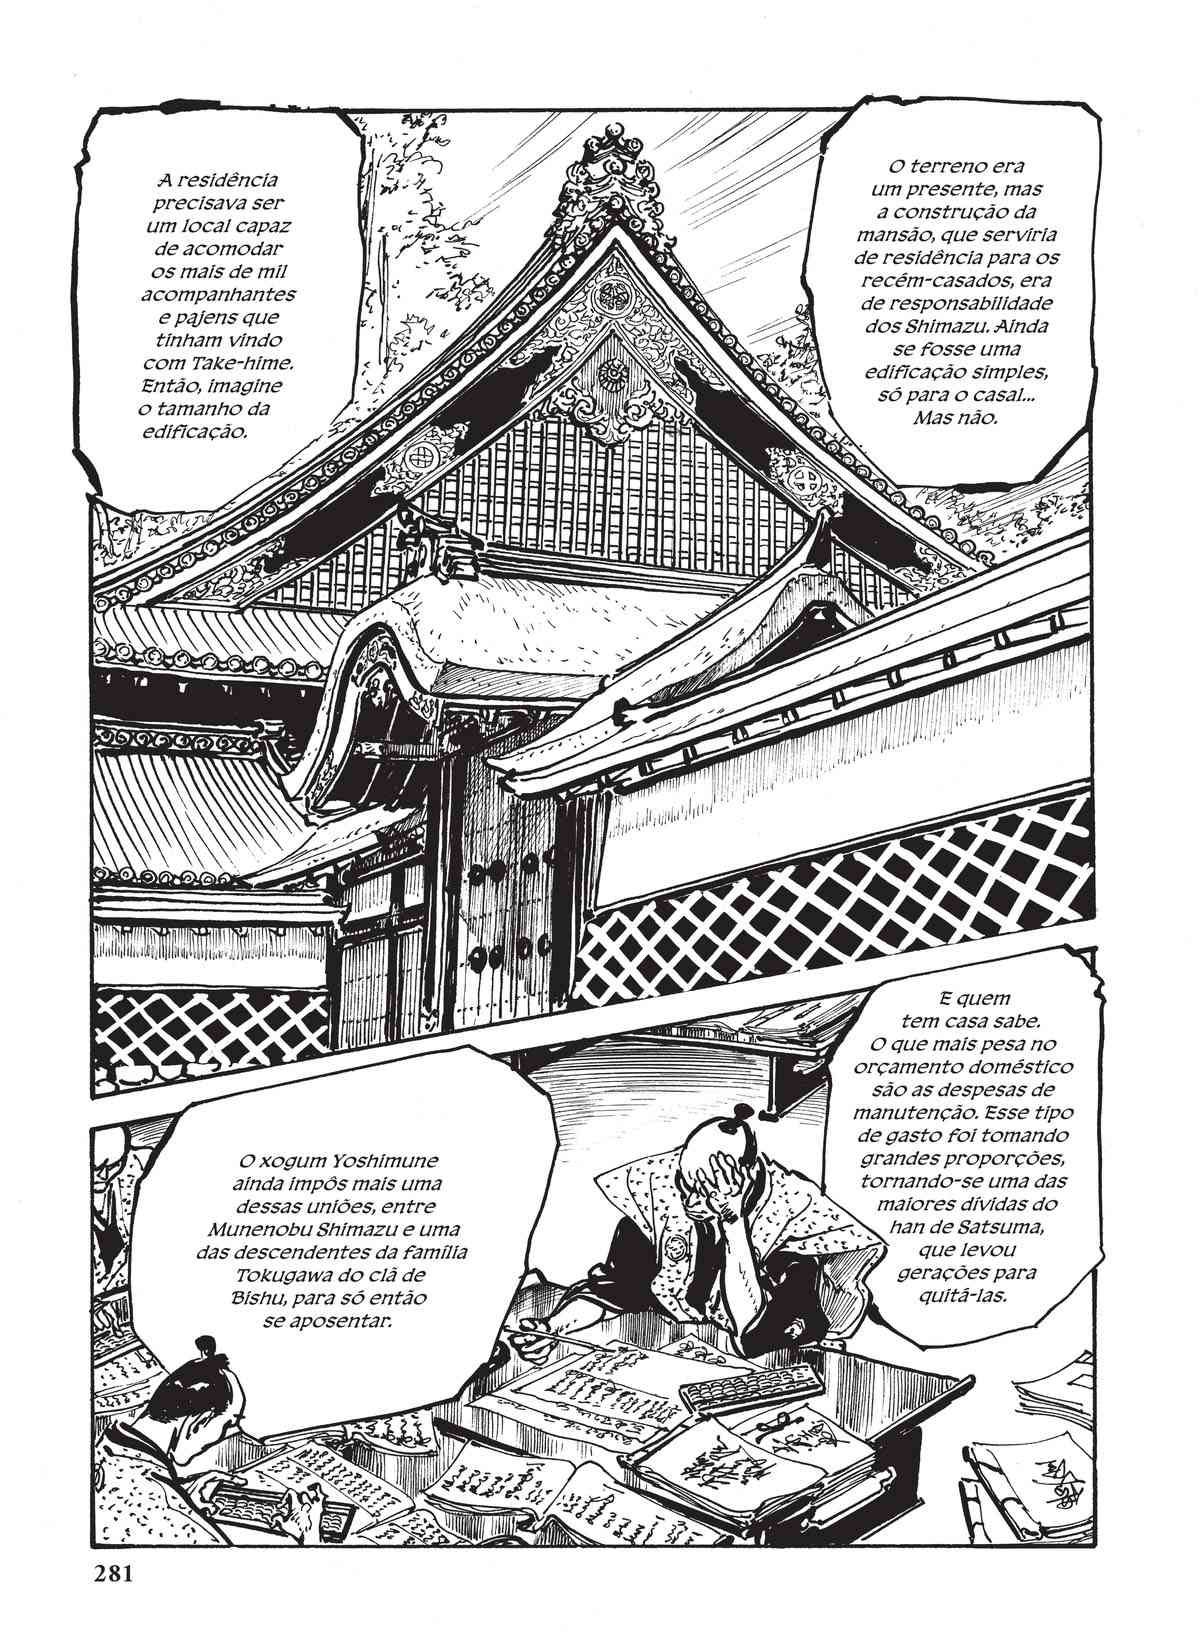 O terreno era
um presente, mas
a construção da
mansão, que serviria
de residência para os
recém-casados, era
de responsabilidade
dos Shimazu. Ainda
se fosse uma
edificação simples,
só para o casal...
Mas não.
A residência
precisava ser
um local capaz
de acomodar
os mais de mil
acompanhantes
e pajens que
tinham vindo
com Take-hime.
Então, imagine
o tamanho da
edificação.
E quem
tem casa sabe.
O que mais pesa no
orçamento doméstico
são as despesas de
manutenção. Esse tipo
de gasto foi tomando
grandes proporções,
tornando-se uma das
maiores dívidas do
han de Satsuma,
que levou
gerações para
quitá-las.
O xogum Yoshimune
ainda impôs mais uma
dessas uniões, entre
Munenobu Shimazu e uma
das descendentes da família
Tokugawa do clã de
Bishu, para só então
se aposentar.
281